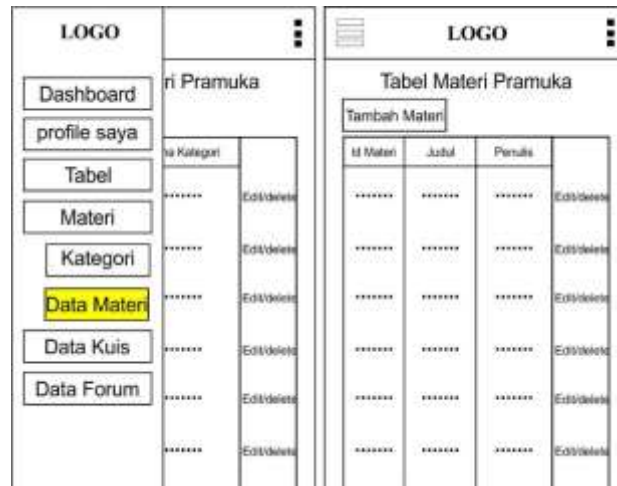 LOGO
ri Pramuka
Dashboard
profile saya
Tabel
Materi
Kategori
Data Materi
Data Kuis
Data Forum
na Kategori
....... Edit/delete
....... Edit/delete
....... Edit/delete
....... Edit/delete
....... Edit/delete
....... Edit/delete
LOGO
Tabel Materi Pramuka
Tambah Materi
Id Materi Judul Penulis
....... ....... ....... Edit/delete
....... ....... ....... Edit/delete
....... ....... ....... Edit/delete
....... ....... ....... Edit/delete
....... ....... ....... Edit/delete
....... ....... ....... Edit/delete